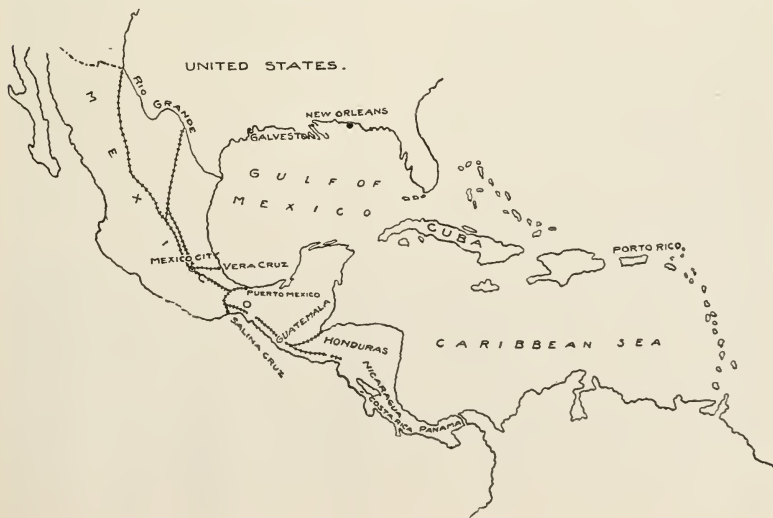 UNITED STATES.
RIO GRANDE
NEW ORLEANS
GALVESTON
GULF OF
MEXICO
MEXICO
CUBA
PORTO RICO
MEXICO CITY
VERA CRUZ
PUERTO MEXICO
SALINA CRUZ
GUATEMALA
HONDURAS
CARIBBEAN SEA
NICARAGUA
COSTA RICA
PANAMA